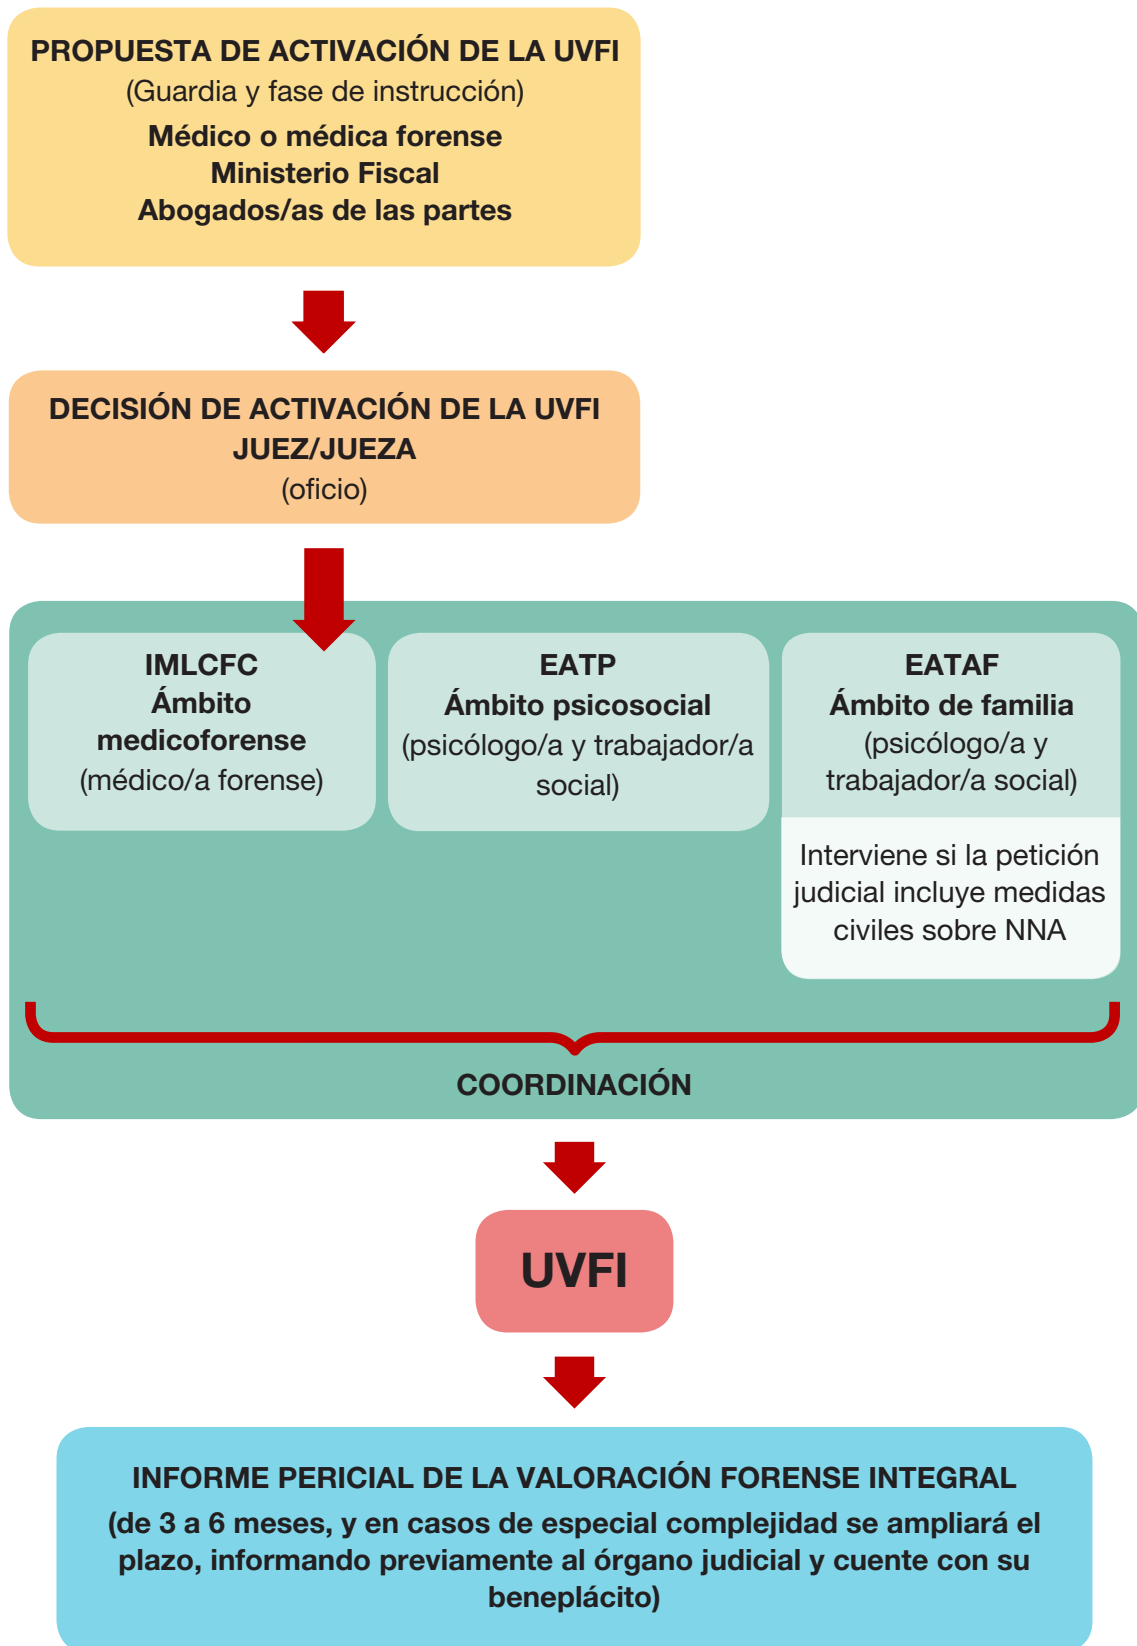 PROPUESTA DE ACTIVACIÓN DE LA UVFI
(Guardia y fase de instrucción)
Médico o médica forense
Ministerio Fiscal
Abogados/as de las partes
DECISIÓN DE ACTIVACIÓN DE LA UVFI
JUEZ/JUEZA
(oficio)
IMLCFC
Ámbito
medicoforense
(médico/a forense)
EATP
Ámbito psicosocial
(psicólogo/a y trabajador/a
social)
EATAF
Ámbito de familia
(psicólogo/a y
trabajador/a social)
Interviene si la petición
judicial incluye medidas
civiles sobre NNA
COORDINACIÓN
UVFI
INFORME PERICIAL DE LA VALORACIÓN FORENSE INTEGRAL
(de 3 a 6 meses, y en casos de especial complejidad se ampliará el
plazo, informando previamente al órgano judicial y cuente con su
beneplácito)